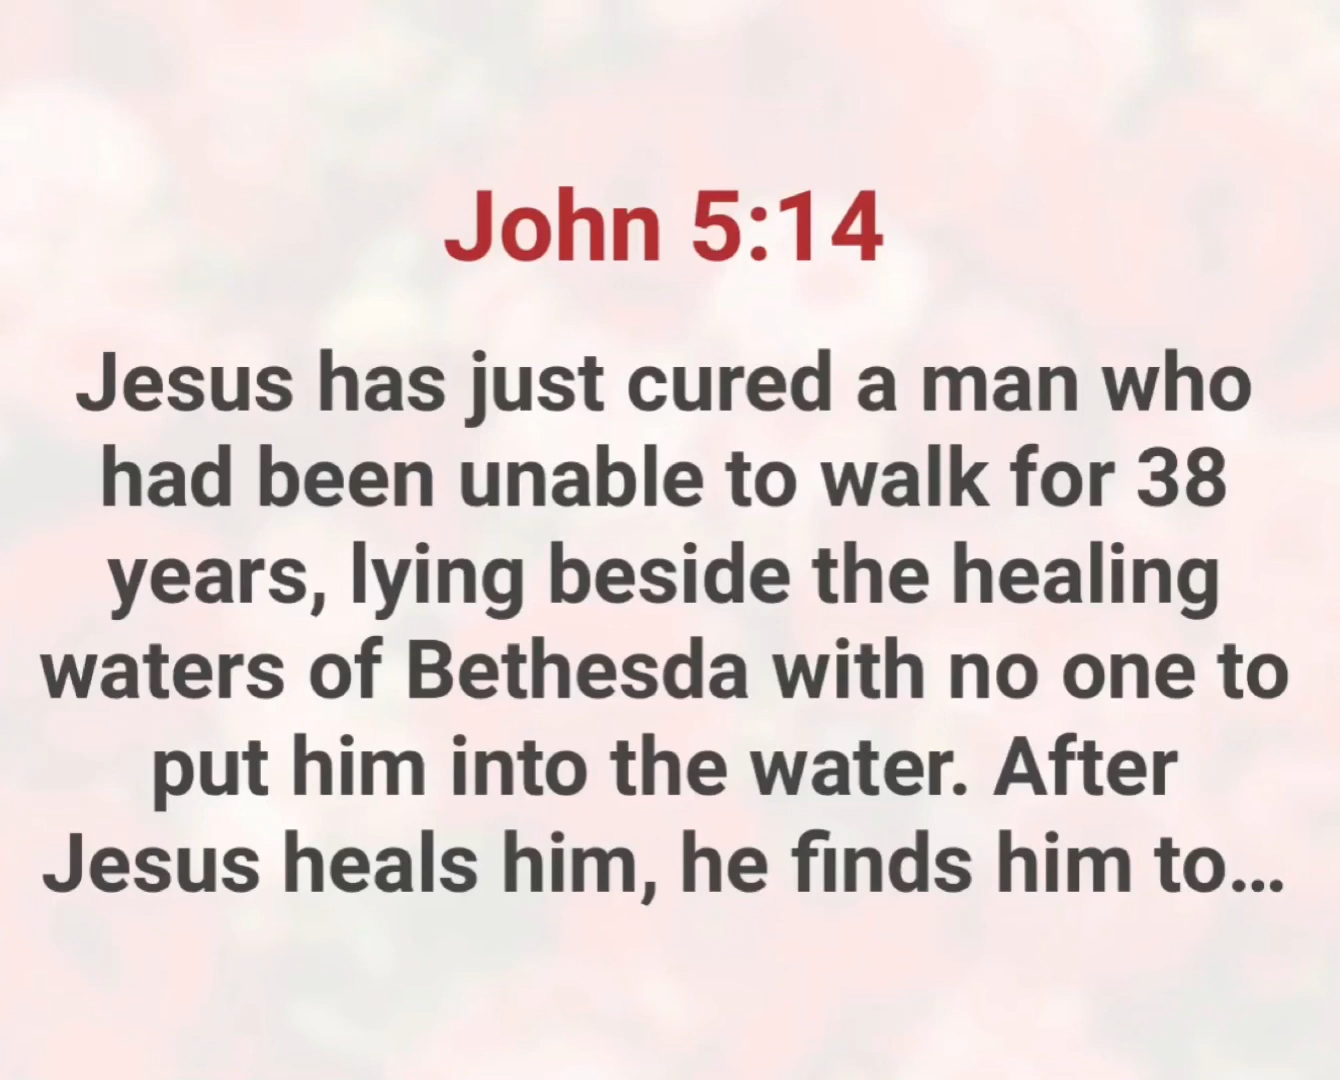 John 5:14
Jesus has just cured a man who
had been unable to walk for 38
years, lying beside the healing
waters of Bethesda with no one to
put him into the water. After
Jesus heals him, he finds him to...